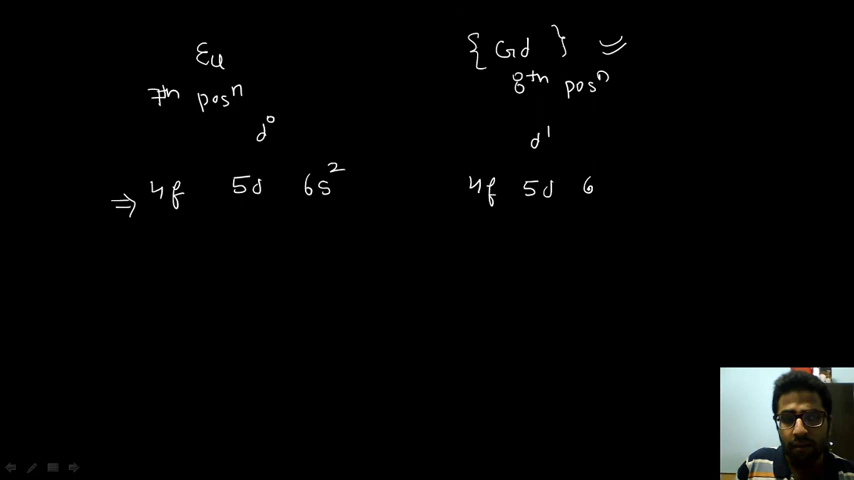 Eu
{ Gd }
7th posⁿ
8th posⁿ
d⁰
d¹
⇒ 4f 5d 6s²
4f 5d 6